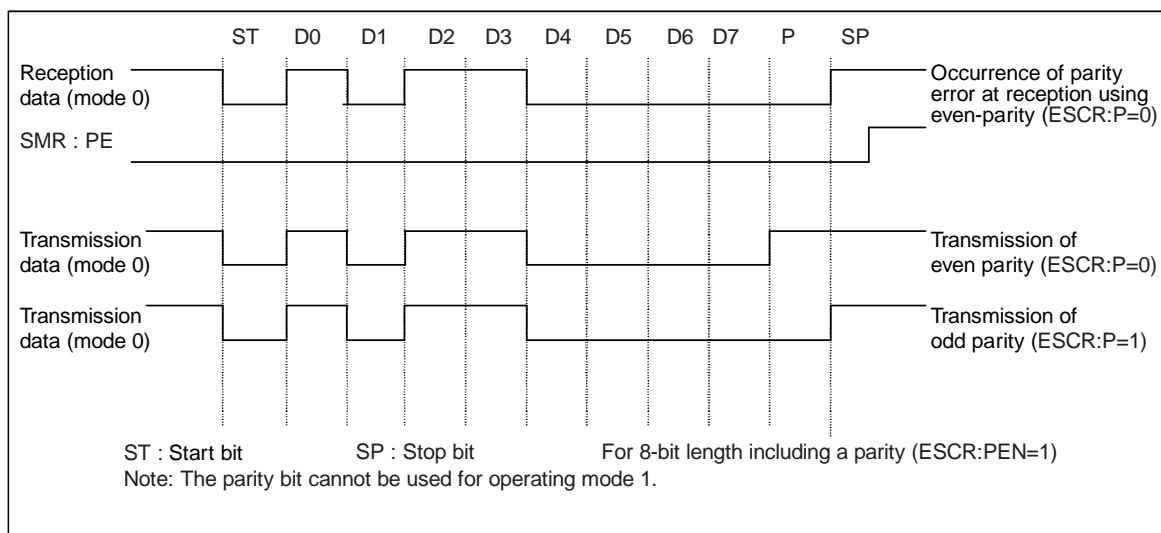 ST D0 D1 D2 D3 D4 D5 D6 D7 P SP
Reception
data (mode 0)
Occurrence of parity
error at reception using
even-parity (ESCR:P=0)
SMR : PE
Transmission
data (mode 0)
Transmission of
even parity (ESCR:P=0)
Transmission
data (mode 0)
Transmission of
odd parity (ESCR:P=1)
ST : Start bit SP : Stop bit For 8-bit length including a parity (ESCR:PEN=1)
Note: The parity bit cannot be used for operating mode 1.